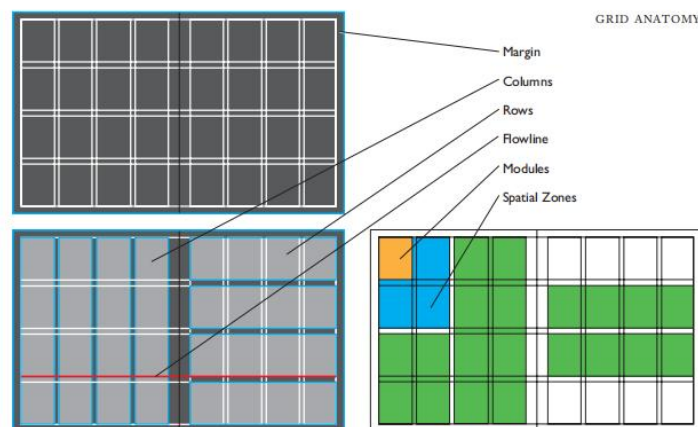 GRID ANATOMY
Margin
Columns
Rows
Flowline
Modules
Spatial Zones